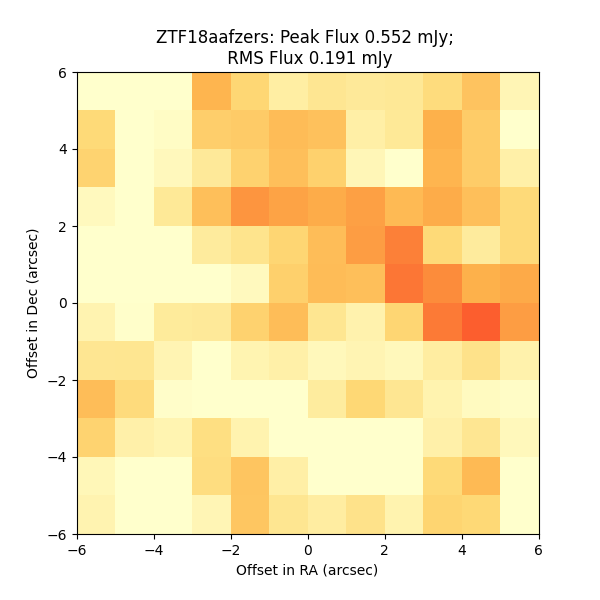 ZTF18aafzers: Peak Flux 0.552 mJy;
RMS Flux 0.191 mJy
6
4
2
0
−2
−4
−6
Offset in Dec (arcsec)
−6 −4 −2 0 2 4 6
Offset in RA (arcsec)